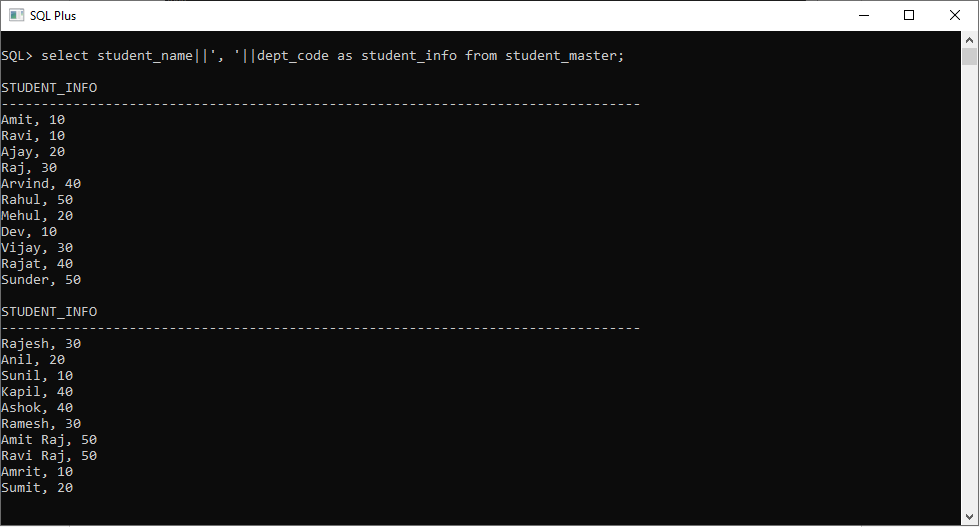 SQL Plus
SQL> select student_name||', '||dept_code as student_info from student_master;
STUDENT_INFO
--------------------------------------------------------------------------------
Amit, 10
Ravi, 10
Ajay, 20
Raj, 30
Arvind, 40
Rahul, 50
Mehul, 20
Dev, 10
Vijay, 30
Rajat, 40
Sunder, 50
STUDENT_INFO
--------------------------------------------------------------------------------
Rajesh, 30
Anil, 20
Sunil, 10
Kapil, 40
Ashok, 40
Ramesh, 30
Amit Raj, 50
Ravi Raj, 50
Amrit, 10
Sumit, 20